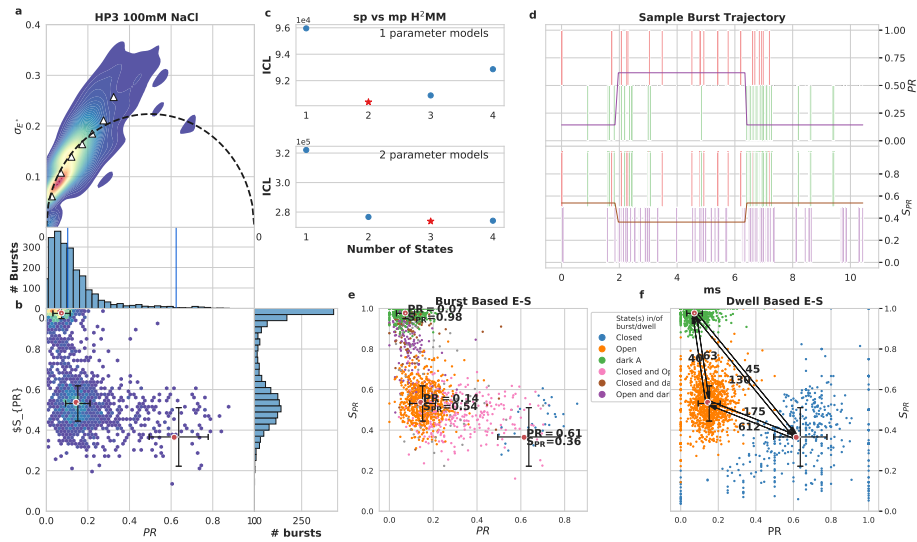 a
HP3 100mM NaCl
0.4
0.3
0.2
0.1
σE*
0
0
# Bursts
300
200
100
0
b
1.0
0.8
0.6
0.4
0.2
0.0
$S_{PR}
0.0
0.2
0.4
0.6
0.8
PR
0
250
# bursts
c
sp vs mp H²MM
1e4
1 parameter models
9.6
9.4
9.2
ICL
1
2
3
4
1e5
2 parameter models
3.2
3.0
2.8
ICL
1
2
3
4
Number of States
d
Sample Burst Trajectory
1.00
0.75
0.50
0.25
0.00
PR
0.8
0.6
0.4
0.2
0.0
SPR
0
2
4
6
8
10
ms
e
Burst Based E-S
1.0
0.8
0.6
0.4
0.2
0.0
SPR
PR=0.07
SPR=0.98
PR=0.14
SPR=0.54
PR=0.61
SPR=0.36
0.0
0.2
0.4
0.6
0.8
PR
State(s) in/of
burst/dwell
Closed
Open
dark A
Closed and Op
Closed and da
Open and dar
f
Dwell Based E-S
1.0
0.8
0.6
0.4
0.2
0.0
SPR
63
45
130
175
612
0.0
0.2
0.4
0.6
0.8
1.0
PR